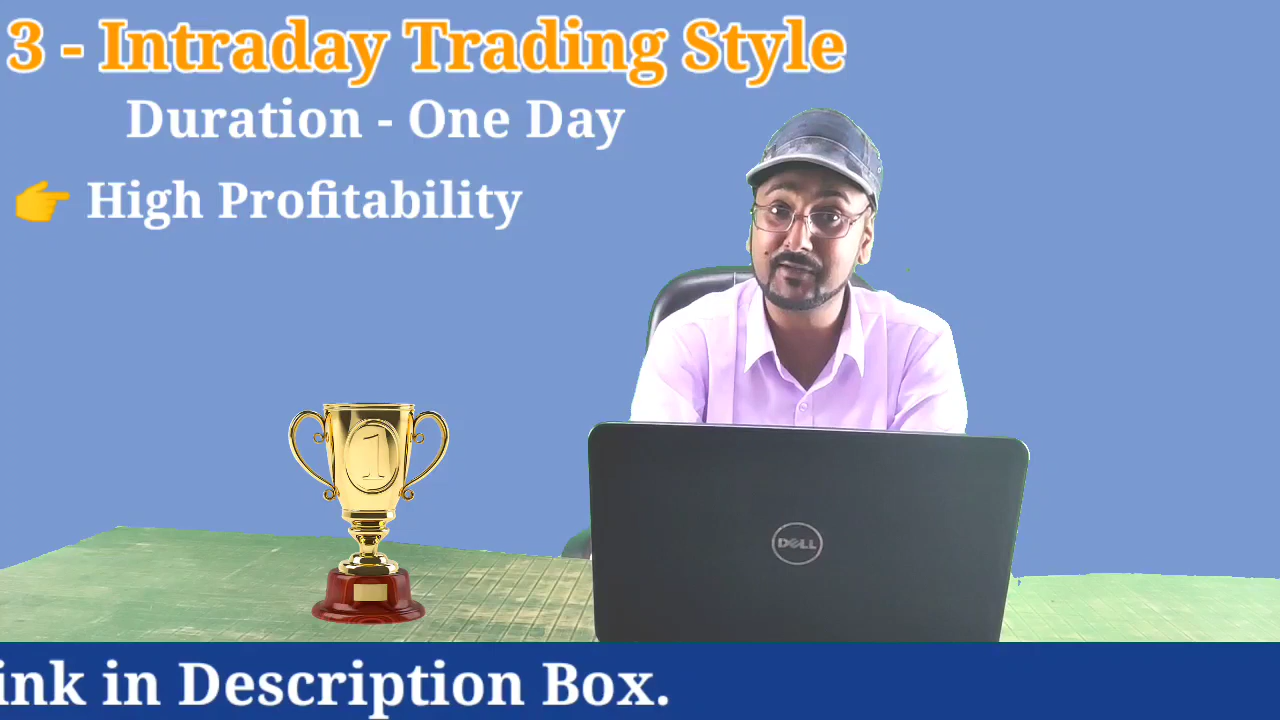 3 - Intraday Trading Style
Duration - One Day
👉 High Profitability
1
DELL
ink in Description Box.